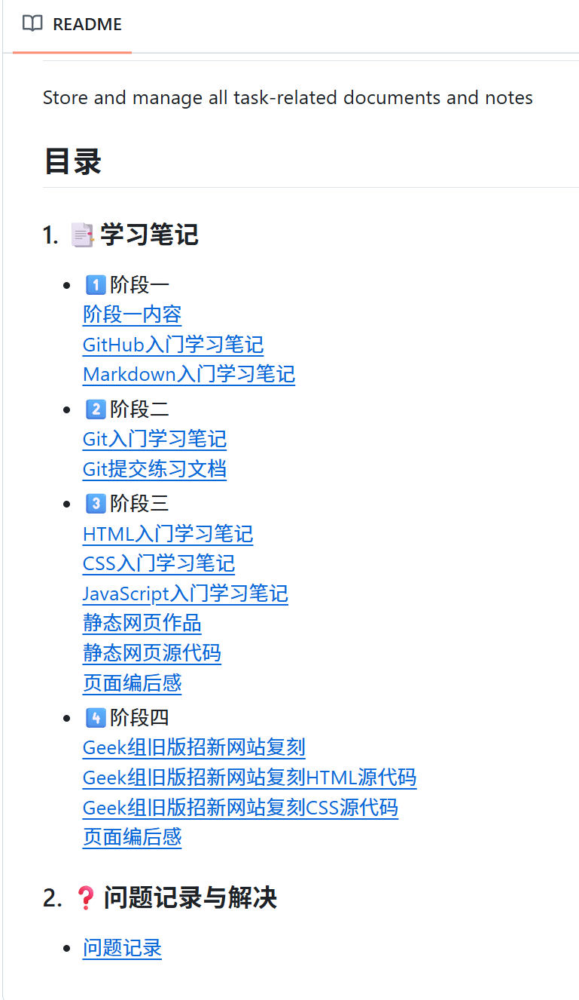 README
Store and manage all task-related documents and notes
目录
1. 📑 学习笔记
1️⃣阶段一
阶段一内容
GitHub入门学习笔记
Markdown入门学习笔记
2️⃣阶段二
Git入门学习笔记
Git提交练习文档
3️⃣阶段三
HTML入门学习笔记
CSS入门学习笔记
JavaScript入门学习笔记
静态网页作品
静态网页源代码
页面编后感
4️⃣阶段四
Geek组旧版招新网站复刻
Geek组旧版招新网站复刻HTML源代码
Geek组旧版招新网站复刻CSS源代码
页面编后感
2. ❓ 问题记录与解决
问题记录